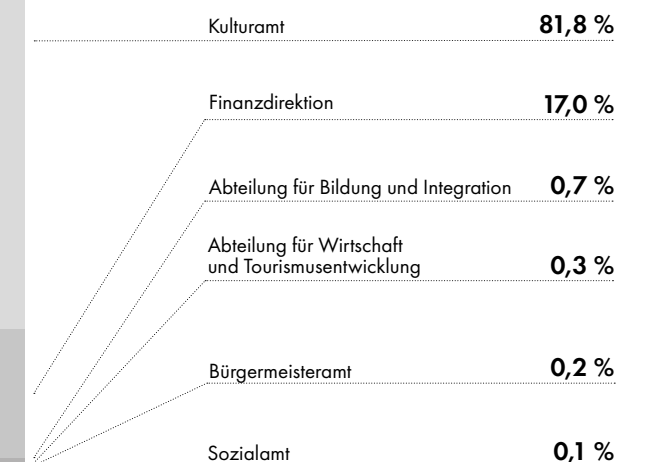 Kulturamt 81,8 %
Finanzdirektion 17,0 %
Abteilung für Bildung und Integration 0,7 %
Abteilung für Wirtschaft
und Tourismusentwicklung 0,3 %
Bürgermeisteramt 0,2 %
Sozialamt 0,1 %